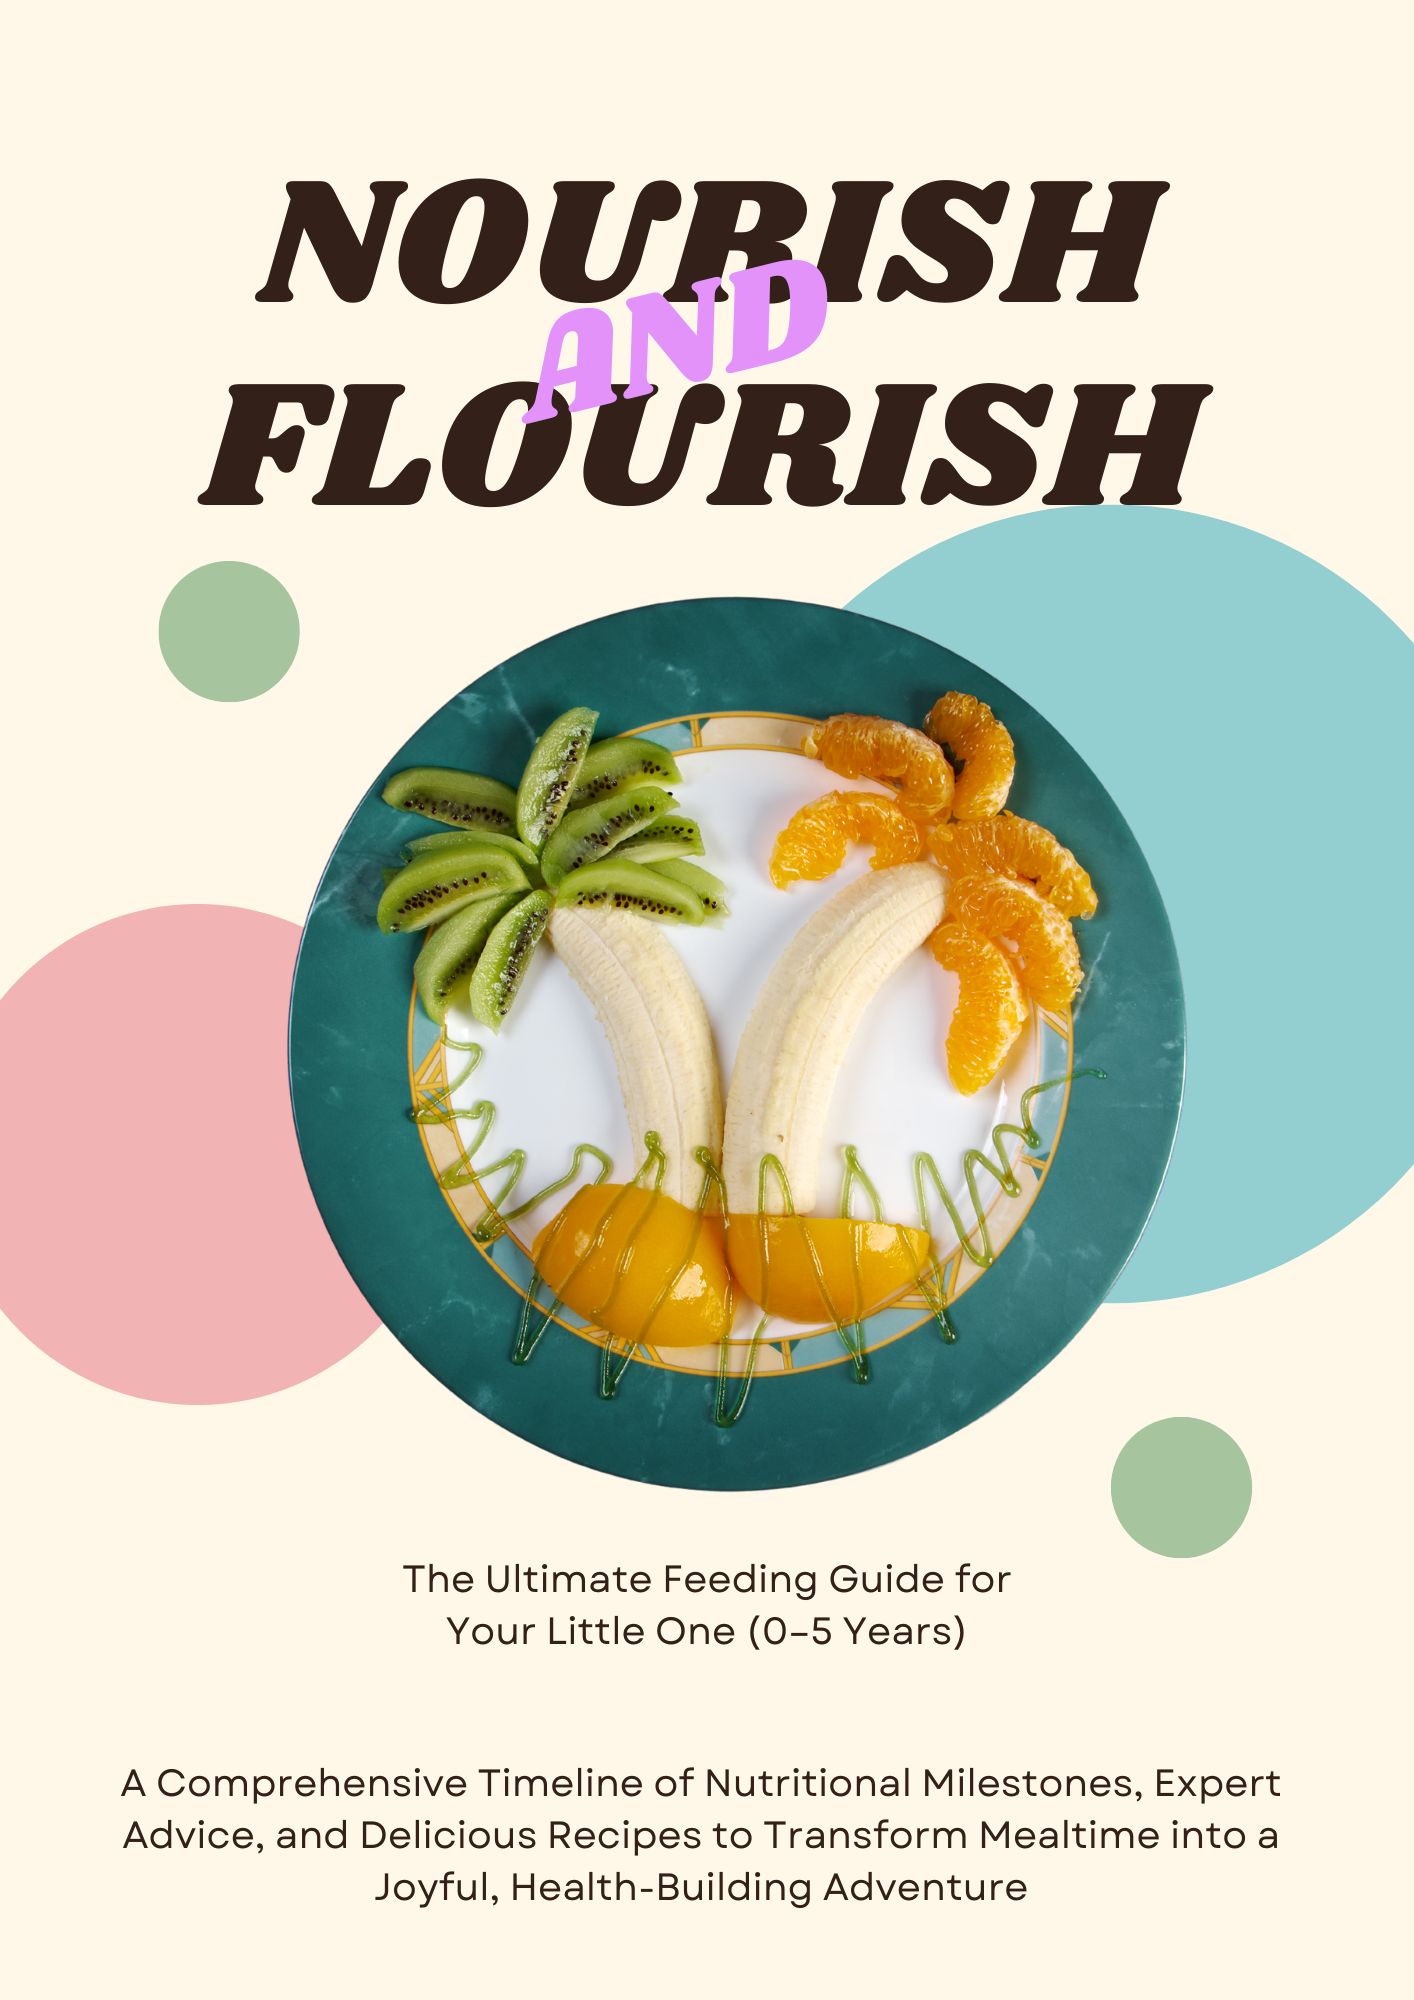 NOURISH
AND
FLOURISH
The Ultimate Feeding Guide for
Your Little One (0–5 Years)
A Comprehensive Timeline of Nutritional Milestones, Expert
Advice, and Delicious Recipes to Transform Mealtime into a
Joyful, Health-Building Adventure